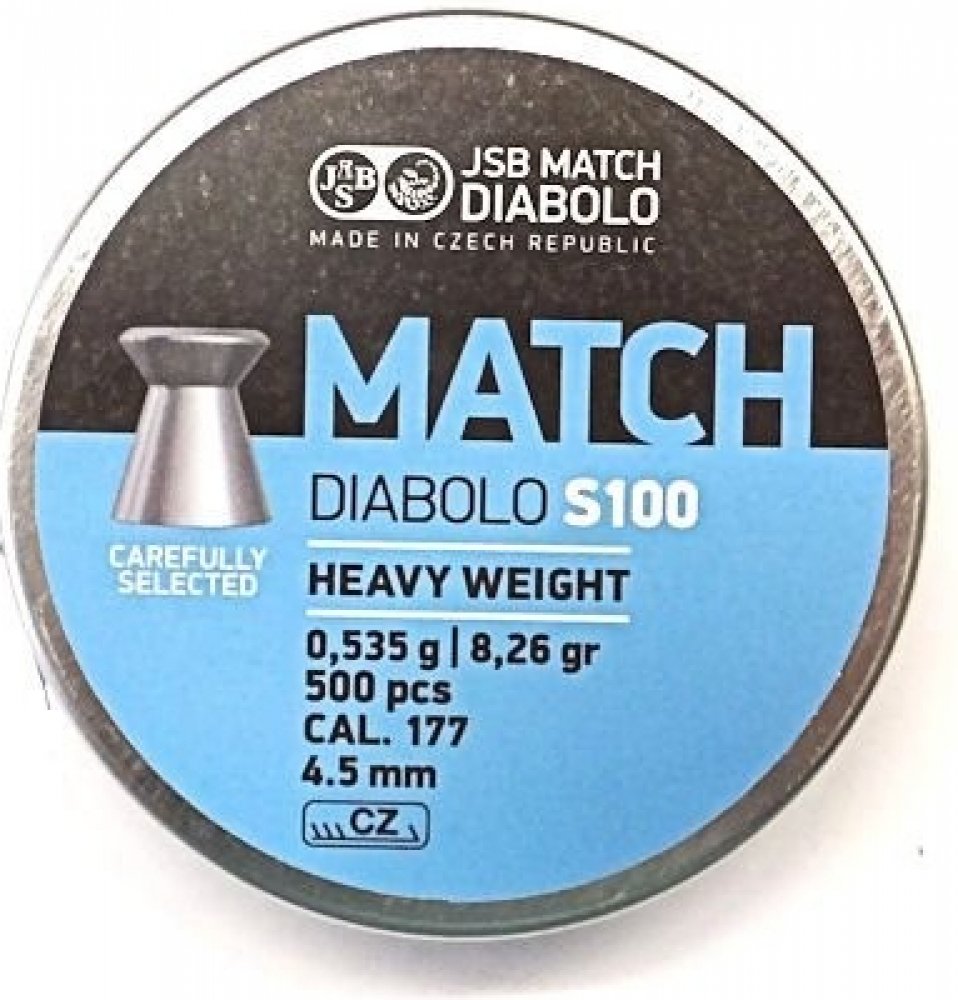 JSB
JSB MATCH
DIABOLO
MADE IN CZECH REPUBLIC
MATCH
DIABOLO S100
CAREFULLY
SELECTED
HEAVY WEIGHT
0,535 g | 8,26 gr
500 pcs
CAL. 177
4.5 mm
CZ